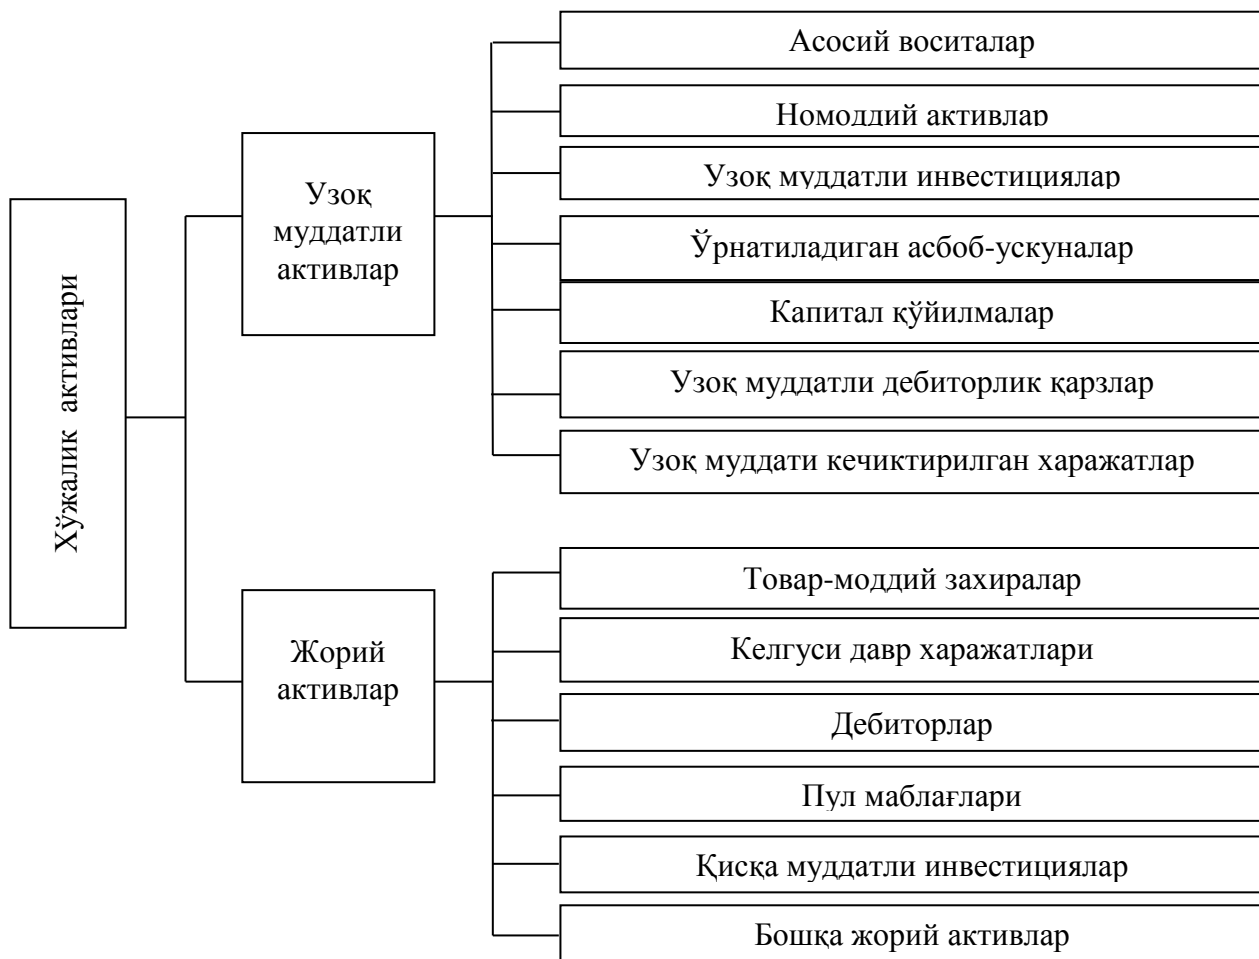 Хўжалик активлари
Узоқ
муддатли
активлар
Асосий воситалар
Номоддий активлар
Узоқ муддатли инвестициялар
Ўрнатиладиган асбоб-ускуналар
Капитал қўйилмалар
Узоқ муддатли дебиторлик қарзлар
Узоқ муддати кечиктирилган харажатлар
Жорий
активлар
Товар-моддий захиралар
Келгуси давр харажатлари
Дебиторлар
Пул маблағлари
Қисқа муддатли инвестициялар
Бошқа жорий активлар